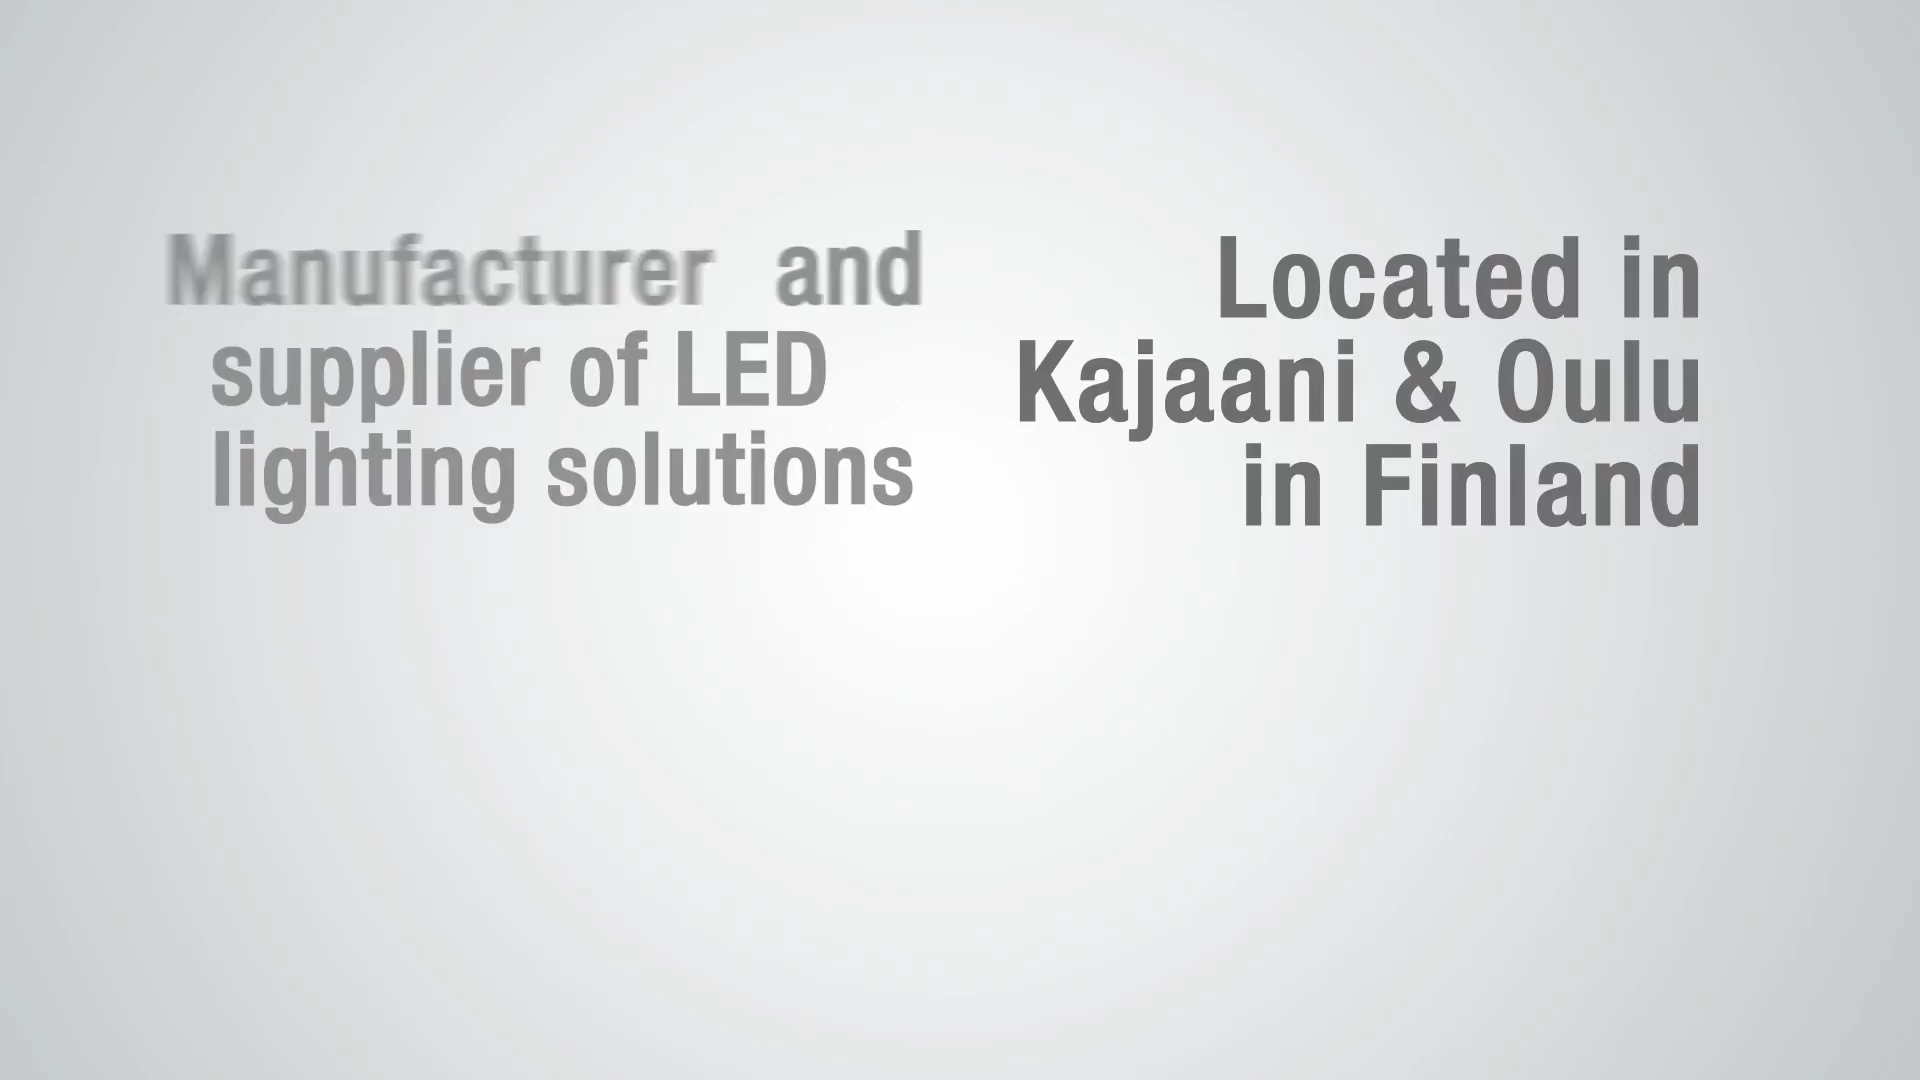 Manufacturer and
supplier of LED
lighting solutions
Located in
Kajaani & Oulu
in Finland